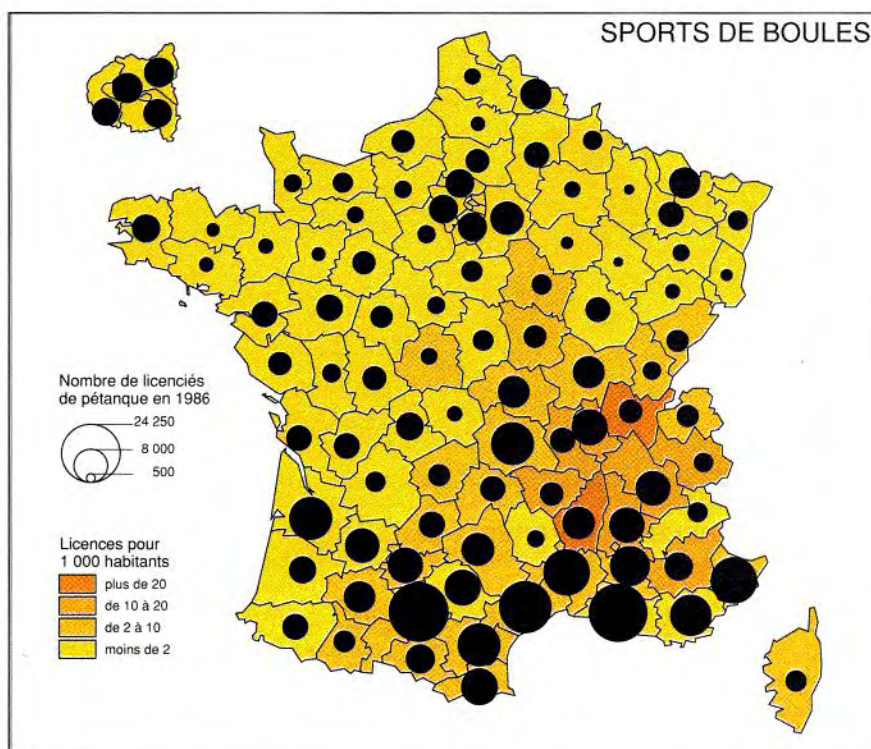 SPORTS DE BOULES
Nombre de licenciés
de pétanque en 1986
24 250
8 000
500
Licences pour
1 000 habitants
plus de 20
de 10 à 20
de 2 à 10
moins de 2